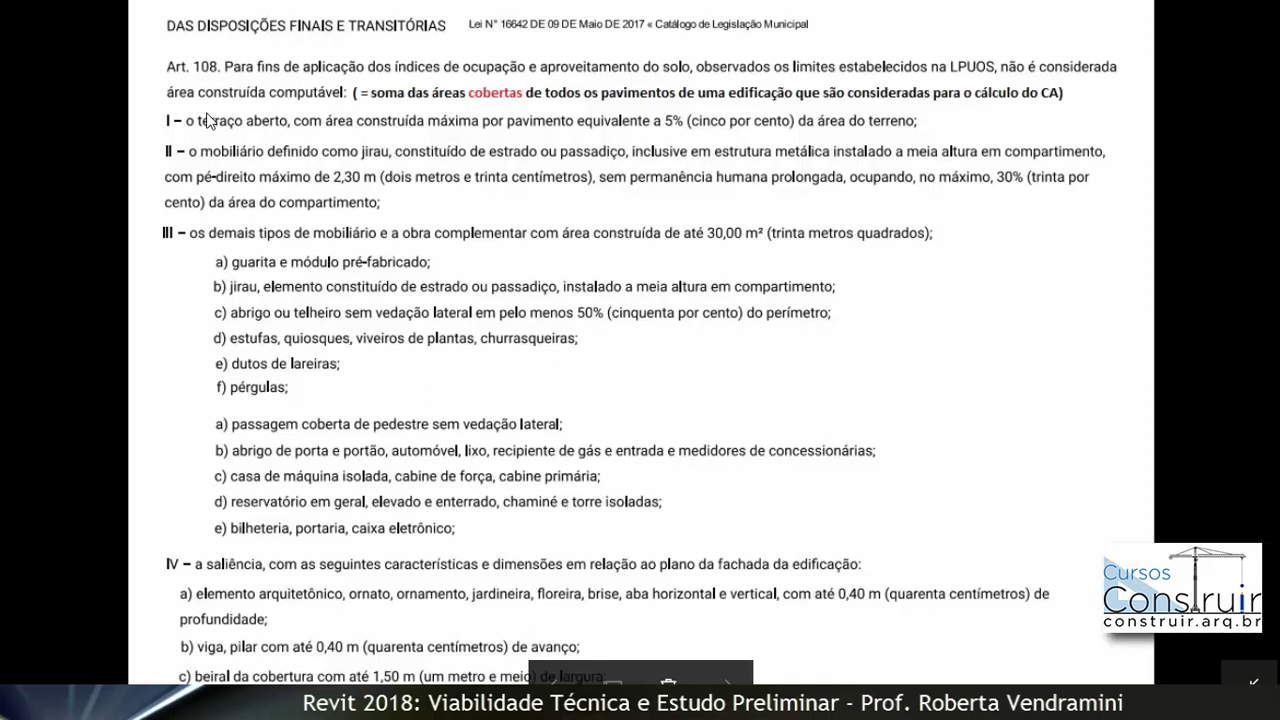 DAS DISPOSIÇÕES FINAIS E TRANSITÓRIAS Lei N° 16642 DE 09 DE Maio DE 2017 « Catálogo de Legislação Municipal
Art. 108. Para fins de aplicação dos índices de ocupação e aproveitamento do solo, observados os limites estabelecidos na LPUOS, não é considerada
área construída computável: ( = soma das áreas cobertas de todos os pavimentos de uma edificação que são consideradas para o cálculo do CA)
I – o terraço aberto, com área construída máxima por pavimento equivalente a 5% (cinco por cento) da área do terreno;
II – o mobiliário definido como jirau, constituído de estrado ou passadiço, inclusive em estrutura metálica instalado a meia altura em compartimento,
com pé-direito máximo de 2,30 m (dois metros e trinta centímetros), sem permanência humana prolongada, ocupando, no máximo, 30% (trinta por
cento) da área do compartimento;
III – os demais tipos de mobiliário e a obra complementar com área construída de até 30,00 m² (trinta metros quadrados);
a) guarita e módulo pré-fabricado;
b) jirau, elemento constituído de estrado ou passadiço, instalado a meia altura em compartimento;
c) abrigo ou telheiro sem vedação lateral em pelo menos 50% (cinquenta por cento) do perímetro;
d) estufas, quiosques, viveiros de plantas, churrasqueiras;
e) dutos de lareiras;
f) pérgulas;
a) passagem coberta de pedestre sem vedação lateral;
b) abrigo de porta e portão, automóvel, lixo, recipiente de gás e entrada e medidores de concessionárias;
c) casa de máquina isolada, cabine de força, cabine primária;
d) reservatório em geral, elevado e enterrado, chaminé e torre isoladas;
e) bilheteria, portaria, caixa eletrônico;
IV – a saliência, com as seguintes características e dimensões em relação ao plano da fachada da edificação:
a) elemento arquitetônico, ornato, ornamento, jardineira, floreira, brise, aba horizontal e vertical, com até 0,40 m (quarenta centímetros) de
profundidade;
b) viga, pilar com até 0,40 m (quarenta centímetros) de avanço;
c) beiral da cobertura com até 1,50 m (um metro e meio) de largura;
Cursos
Construir
construir.arq.br
Revit 2018: Viabilidade Técnica e Estudo Preliminar - Prof. Roberta Vendramini